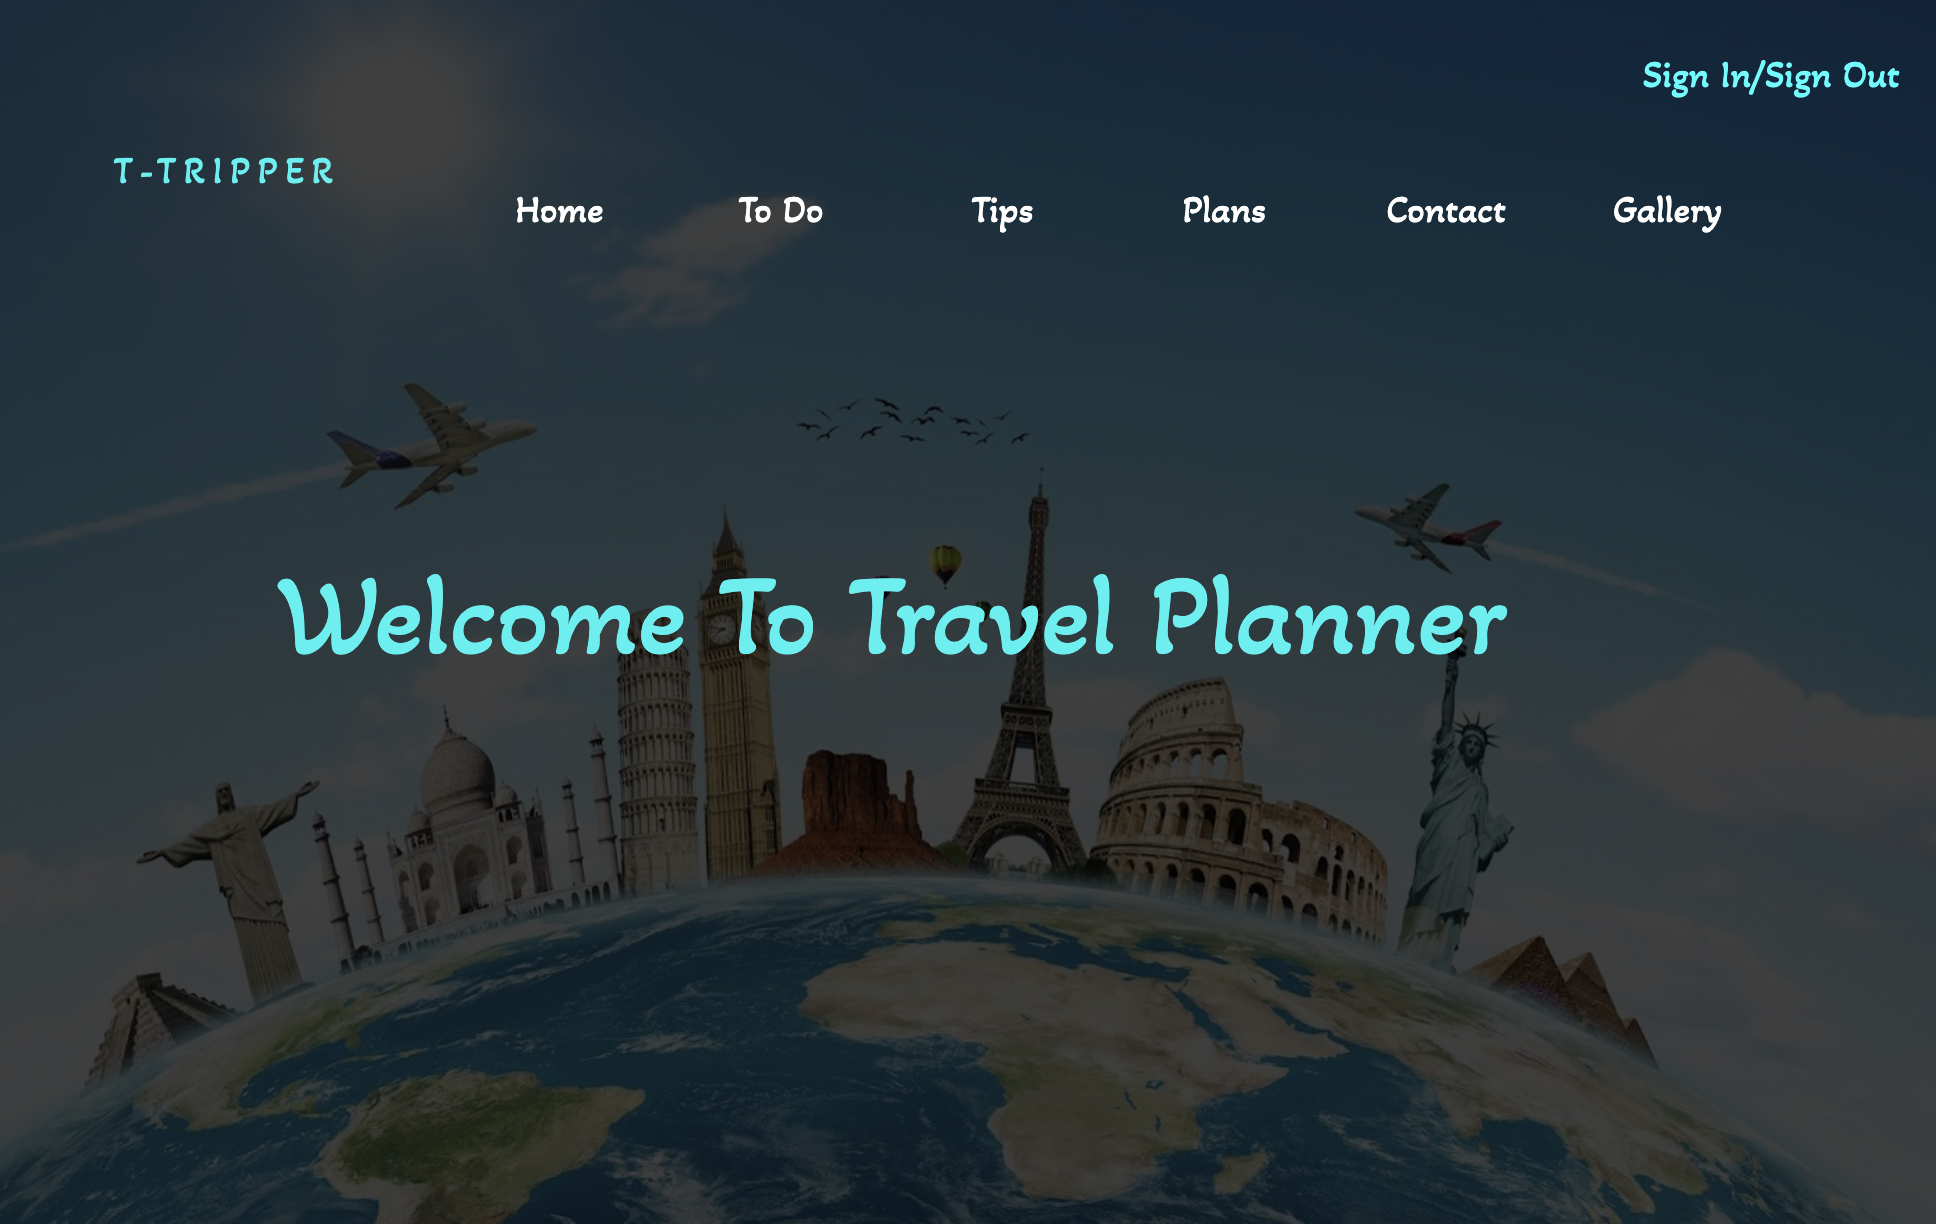 Sign In/Sign Out
T-TRIPPER
Home To Do Tips Plans Contact Gallery
Welcome To Travel Planner